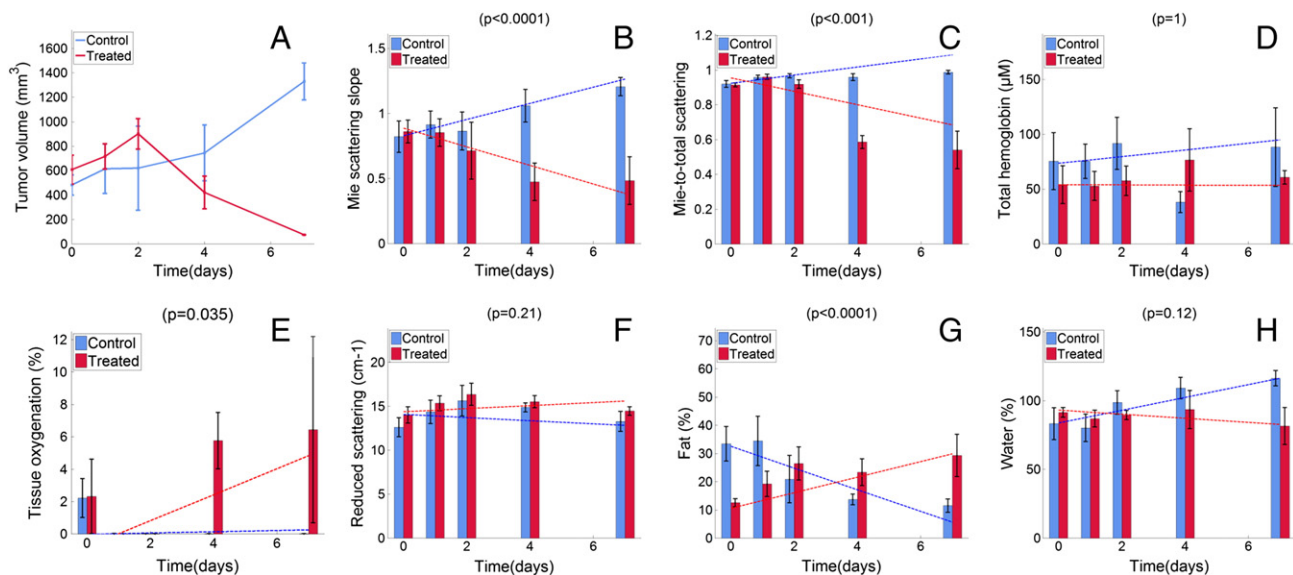 (p<0.0001)
(p<0.001)
(p=1)
Control
Treated
A
Tumor volume (mm³)
1600
1400
1200
1000
800
600
400
200
0
0 2 4 6
Time(days)
Control
Treated
B
Mie scattering slope
1.5
1
0.5
0
0 2 4 6
Time(days)
Control
Treated
C
Mie-to-total scattering
1.2
1
0.8
0.6
0.4
0.2
0
0 2 4 6
Time(days)
Control
Treated
D
Total hemoglobin (µM)
150
100
50
0
0 2 4 6
Time(days)
(p=0.035)
(p=0.21)
(p<0.0001)
(p=0.12)
Control
Treated
E
Tissue oxygenation (%)
12
10
8
6
4
2
0
0 2 4 6
Time(days)
Control
Treated
F
Reduced scattering (cm-1)
20
15
10
5
0
0 2 4 6
Time(days)
Control
Treated
G
Fat (%)
70
60
50
40
30
20
10
0
0 2 4 6
Time(days)
Control
Treated
H
Water (%)
150
100
50
0
0 2 4 6
Time(days)